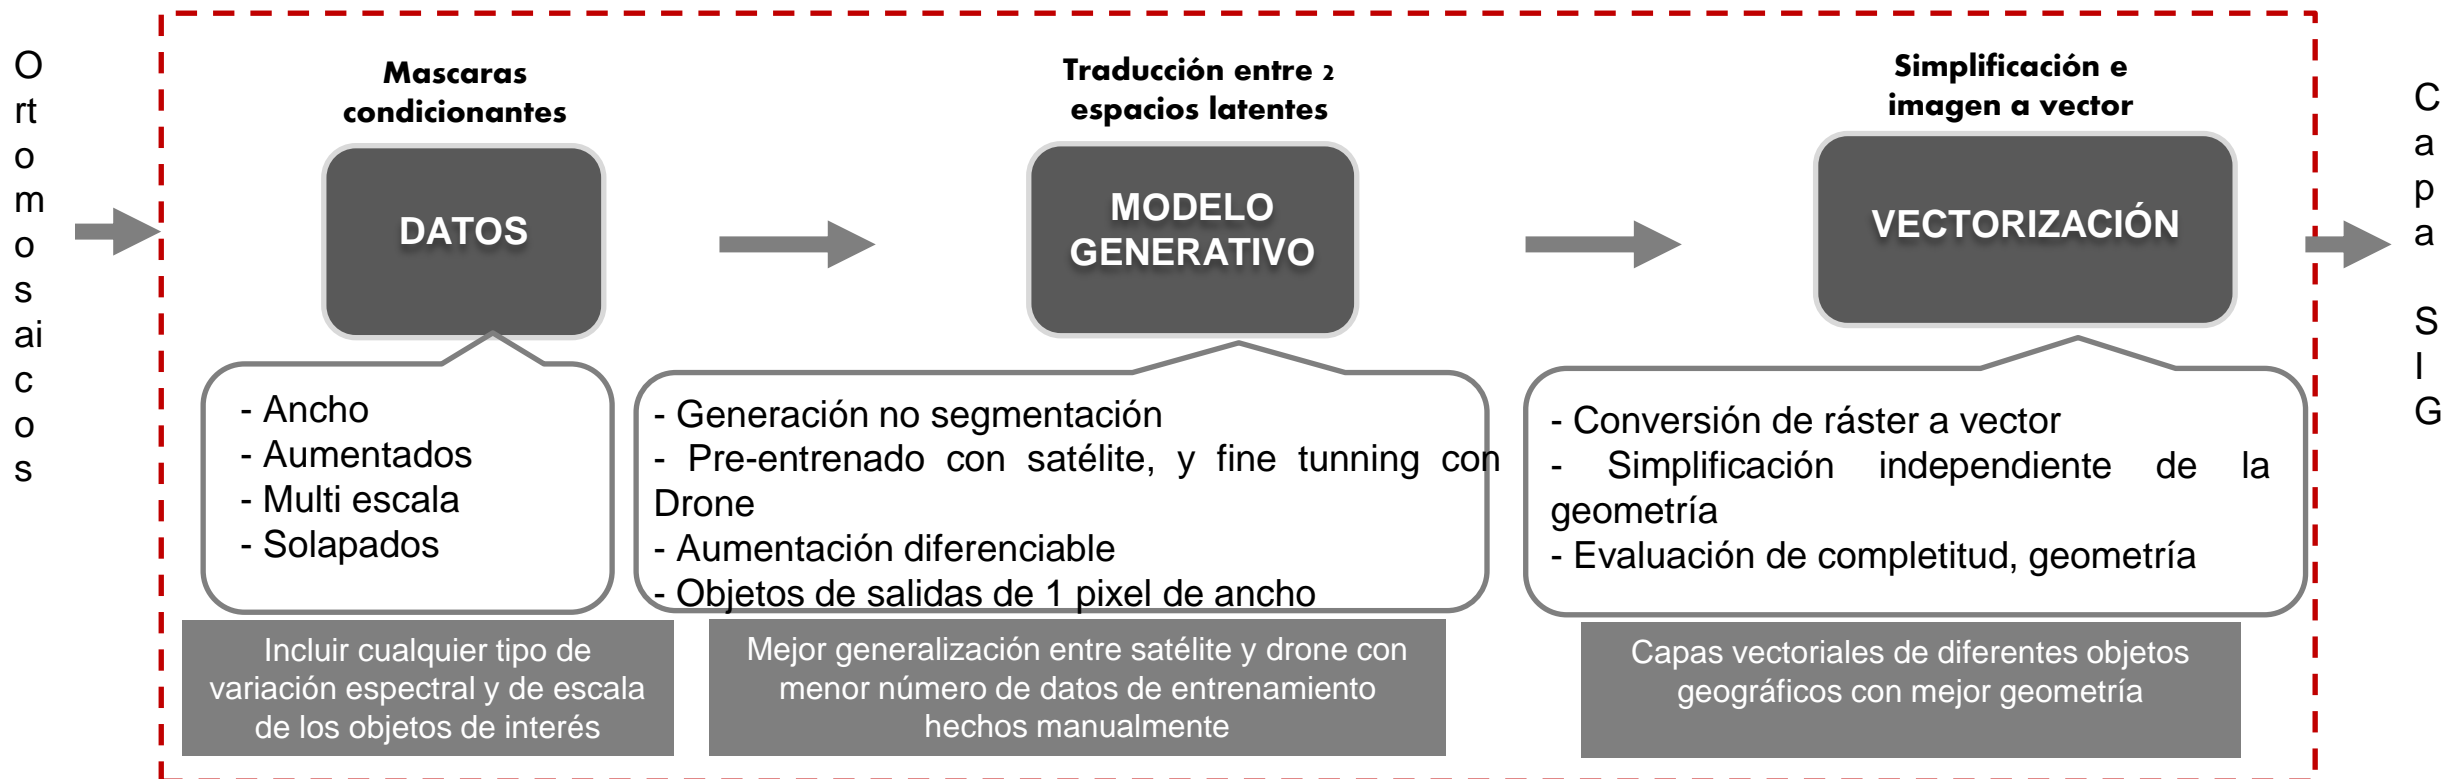 O
rt
o
m
o
s
ai
c
o
s
Mascaras
condicionantes
DATOS
- Ancho
- Aumentados
- Multi escala
- Solapados
Incluir cualquier tipo de
variación espectral y de escala
de los objetos de interés
Traducción entre 2
espacios latentes
MODELO
GENERATIVO
- Generación no segmentación
- Pre-entrenado con satélite, y fine tunning con
Drone
- Aumentación diferenciable
- Objetos de salidas de 1 pixel de ancho
Mejor generalización entre satélite y drone con
menor número de datos de entrenamiento
hechos manualmente
Simplificación e
imagen a vector
VECTORIZACIÓN
- Conversión de ráster a vector
- Simplificación independiente de la
geometría
- Evaluación de completitud, geometría
Capas vectoriales de diferentes objetos
geográficos con mejor geometría
C
a
p
a
S
I
G